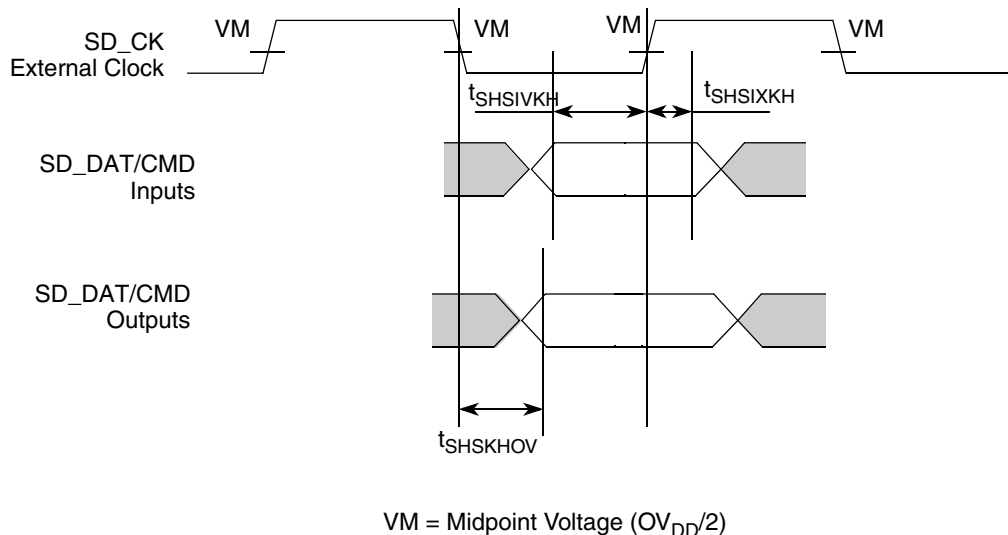 VM
VM
VM
VM
SD_CK
External Clock
tSHSIVKH
tSHSIXKH
SD_DAT/CMD
Inputs
SD_DAT/CMD
Outputs
tSHSKHOV
VM = Midpoint Voltage (OVDD/2)